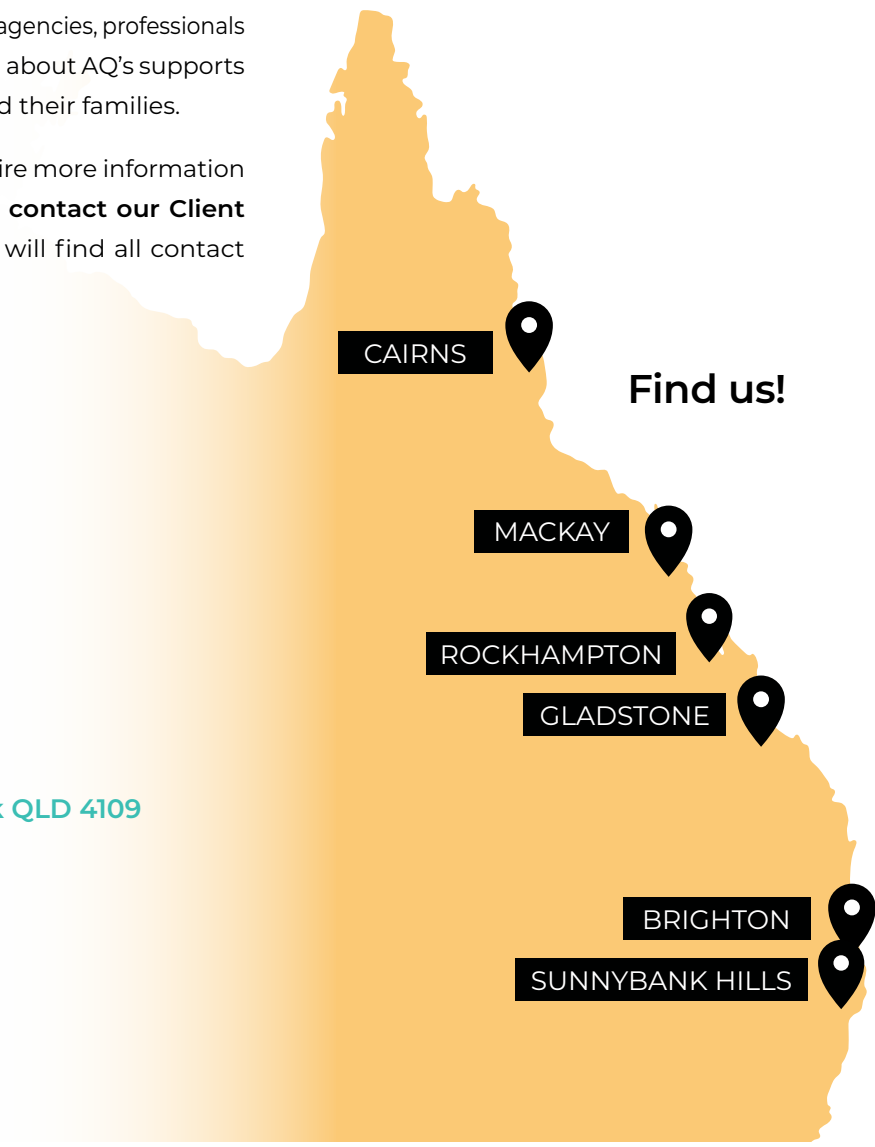 agencies, professionals
about AQ's supports
their families.
more information
contact our Client
will find all contact
CAIRNS
Find us!
MACKAY
ROCKHAMPTON
GLADSTONE
QLD 4109
BRIGHTON
SUNNYBANK HILLS